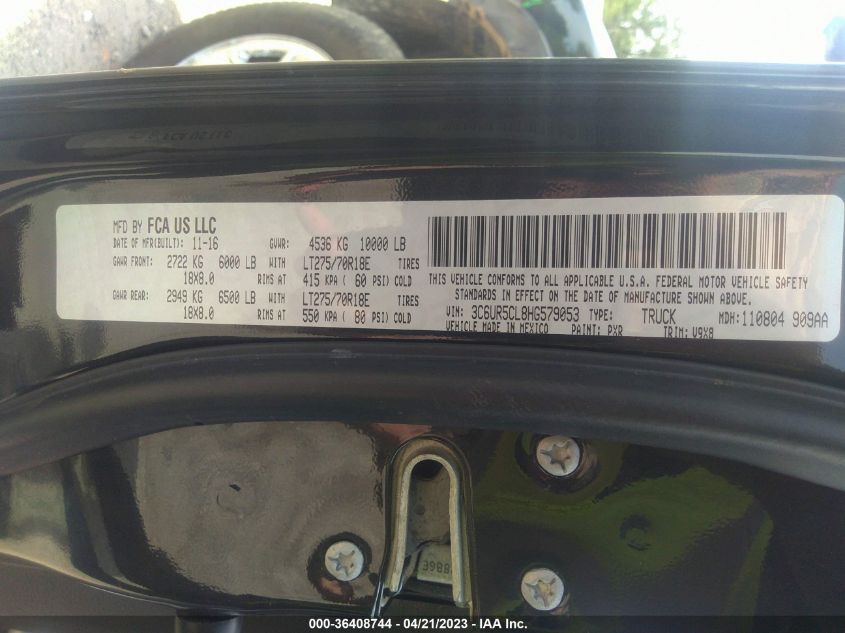 MFD BY FCA US LLC
DATE OF MFR(BUILT): 11-16 GVWR: 4536 KG 10000 LB
GAWR FRONT: 2722 KG 6000 LB WITH LT275/70R18E TIRES
18X8.0 RIMS AT 415 KPA ( 60 PSI) COLD
GAWR REAR: 2949 KG 6500 LB WITH LT275/70R18E TIRES
18X8.0 RIMS AT 550 KPA ( 80 PSI) COLD
THIS VEHICLE CONFORMS TO ALL APPLICABLE U.S.A. FEDERAL MOTOR VEHICLE SAFETY
STANDARDS IN EFFECT ON THE DATE OF MANUFACTURE SHOWN ABOVE.
VIN: 3C6UR5CL8HG579053 TYPE: TRUCK MDH:110804 909AA
VEHICLE MADE IN MEXICO PAINT: PXR TRIM: V9X8
000-36408744 - 04/21/2023 - IAA Inc.